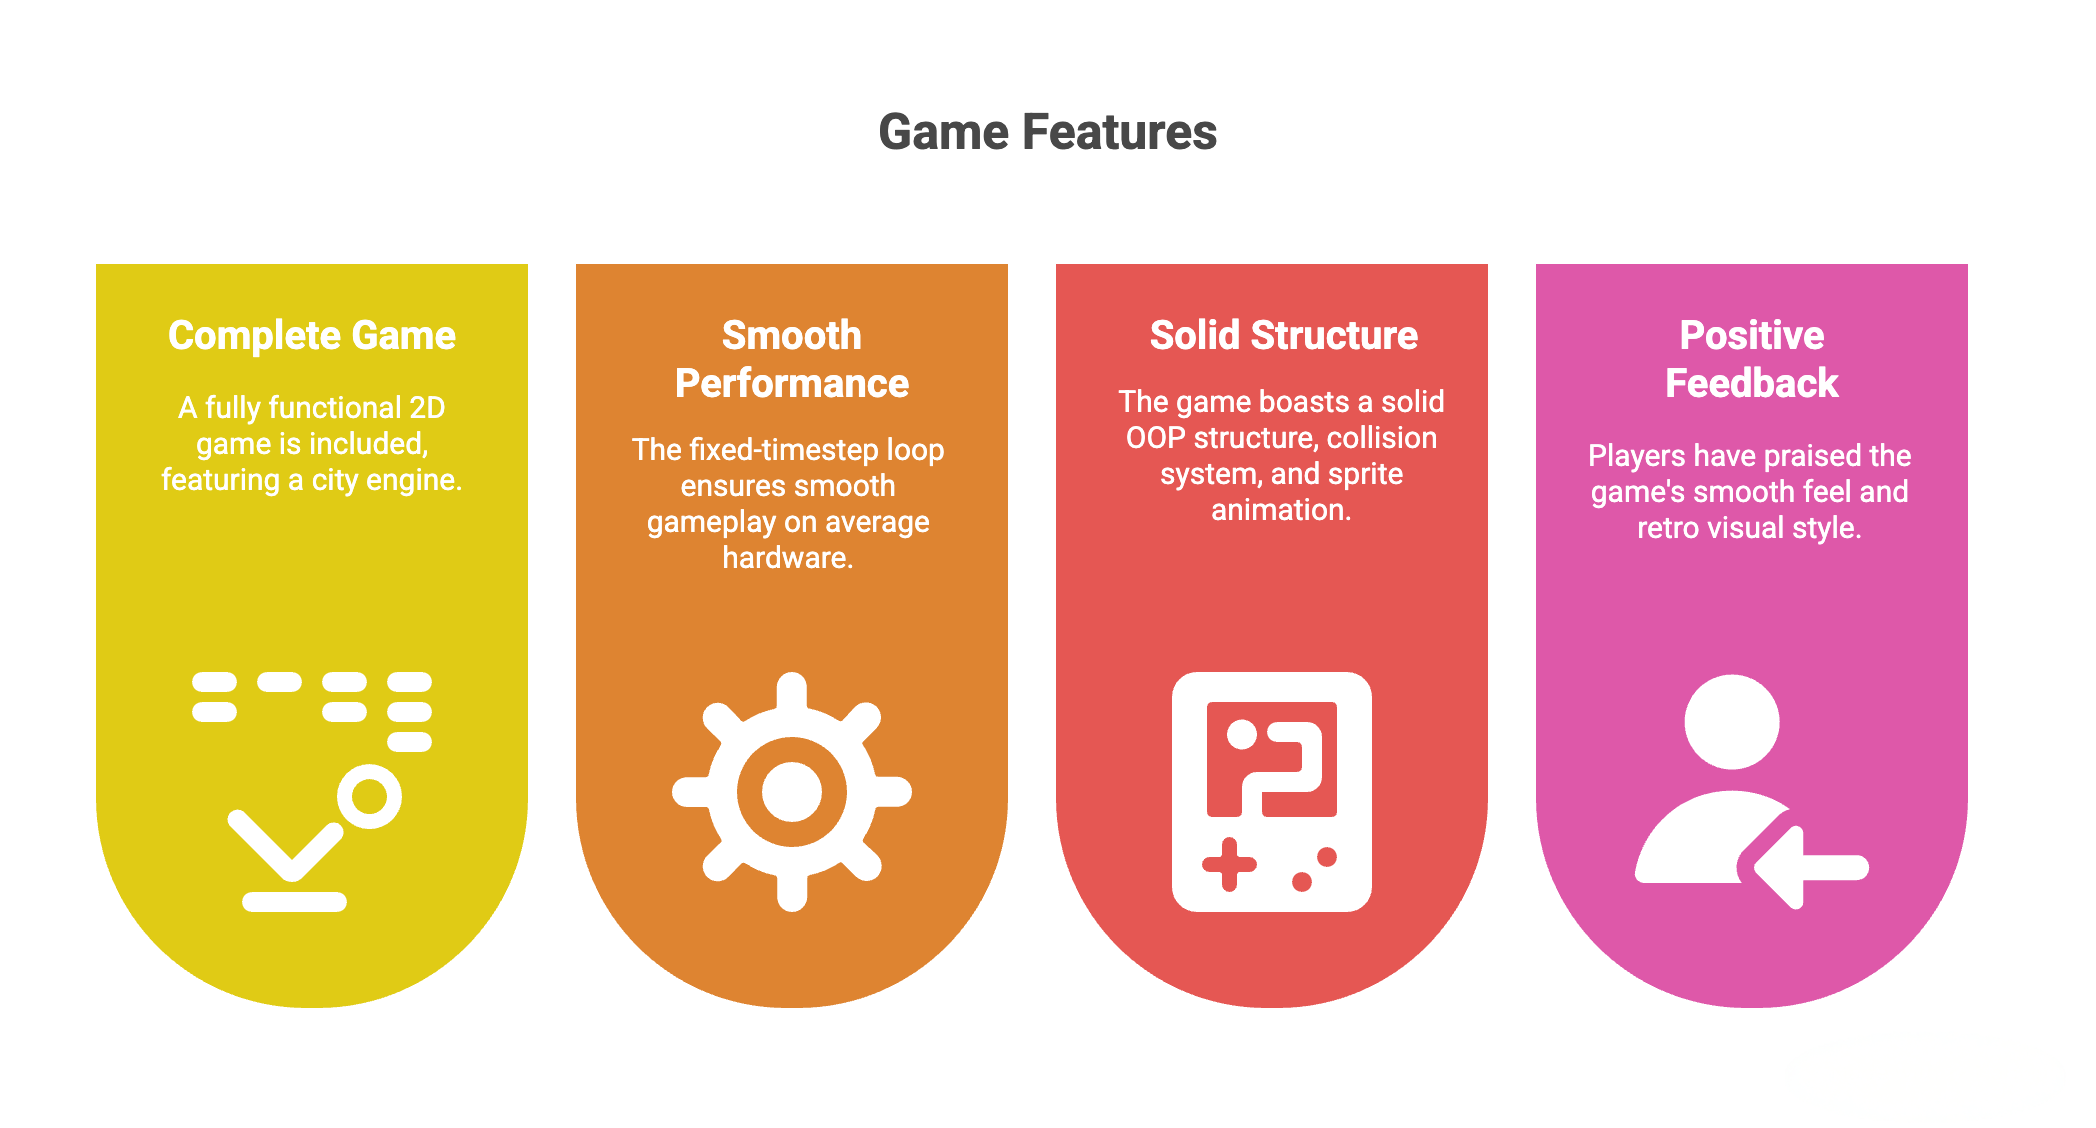 Game Features
Complete Game
A fully functional 2D
game is included,
featuring a city engine.
Smooth
Performance
The fixed-timestep loop
ensures smooth
gameplay on average
hardware.
Solid Structure
The game boasts a solid
OOP structure, collision
system, and sprite
animation.
Positive
Feedback
Players have praised the
game's smooth feel and
retro visual style.